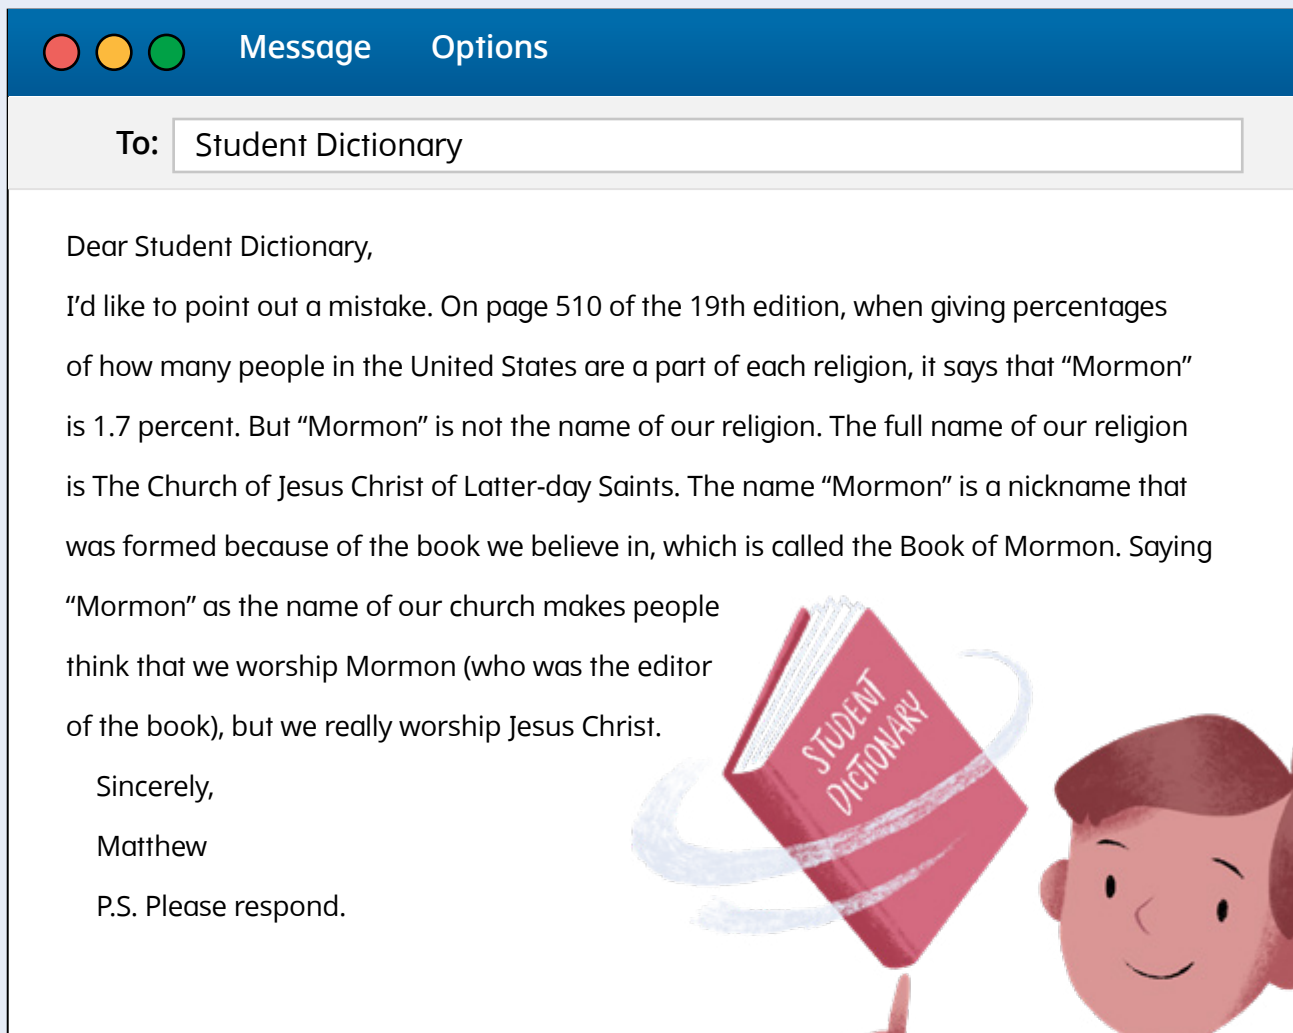 Message Options
To: Student Dictionary
Dear Student Dictionary,
I’d like to point out a mistake. On page 510 of the 19th edition, when giving percentages
of how many people in the United States are a part of each religion, it says that “Mormon”
is 1.7 percent. But “Mormon” is not the name of our religion. The full name of our religion
is The Church of Jesus Christ of Latter-day Saints. The name “Mormon” is a nickname that
was formed because of the book we believe in, which is called the Book of Mormon. Saying
“Mormon” as the name of our church makes people
think that we worship Mormon (who was the editor
of the book), but we really worship Jesus Christ.
Sincerely,
Matthew
P.S. Please respond.
STUDENT
DICTIONARY